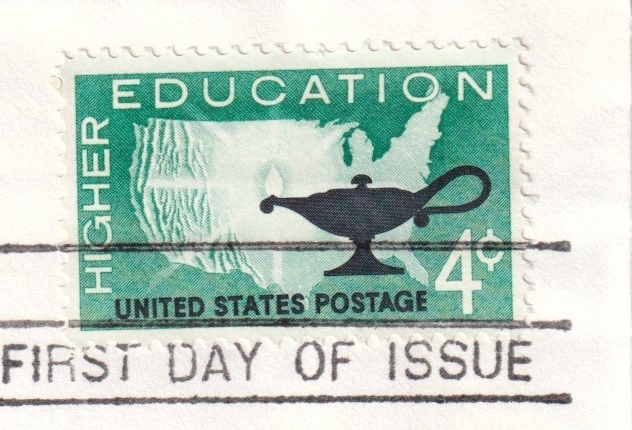 HIGHER
EDUCATION
4¢
UNITED STATES POSTAGE
FIRST DAY OF ISSUE